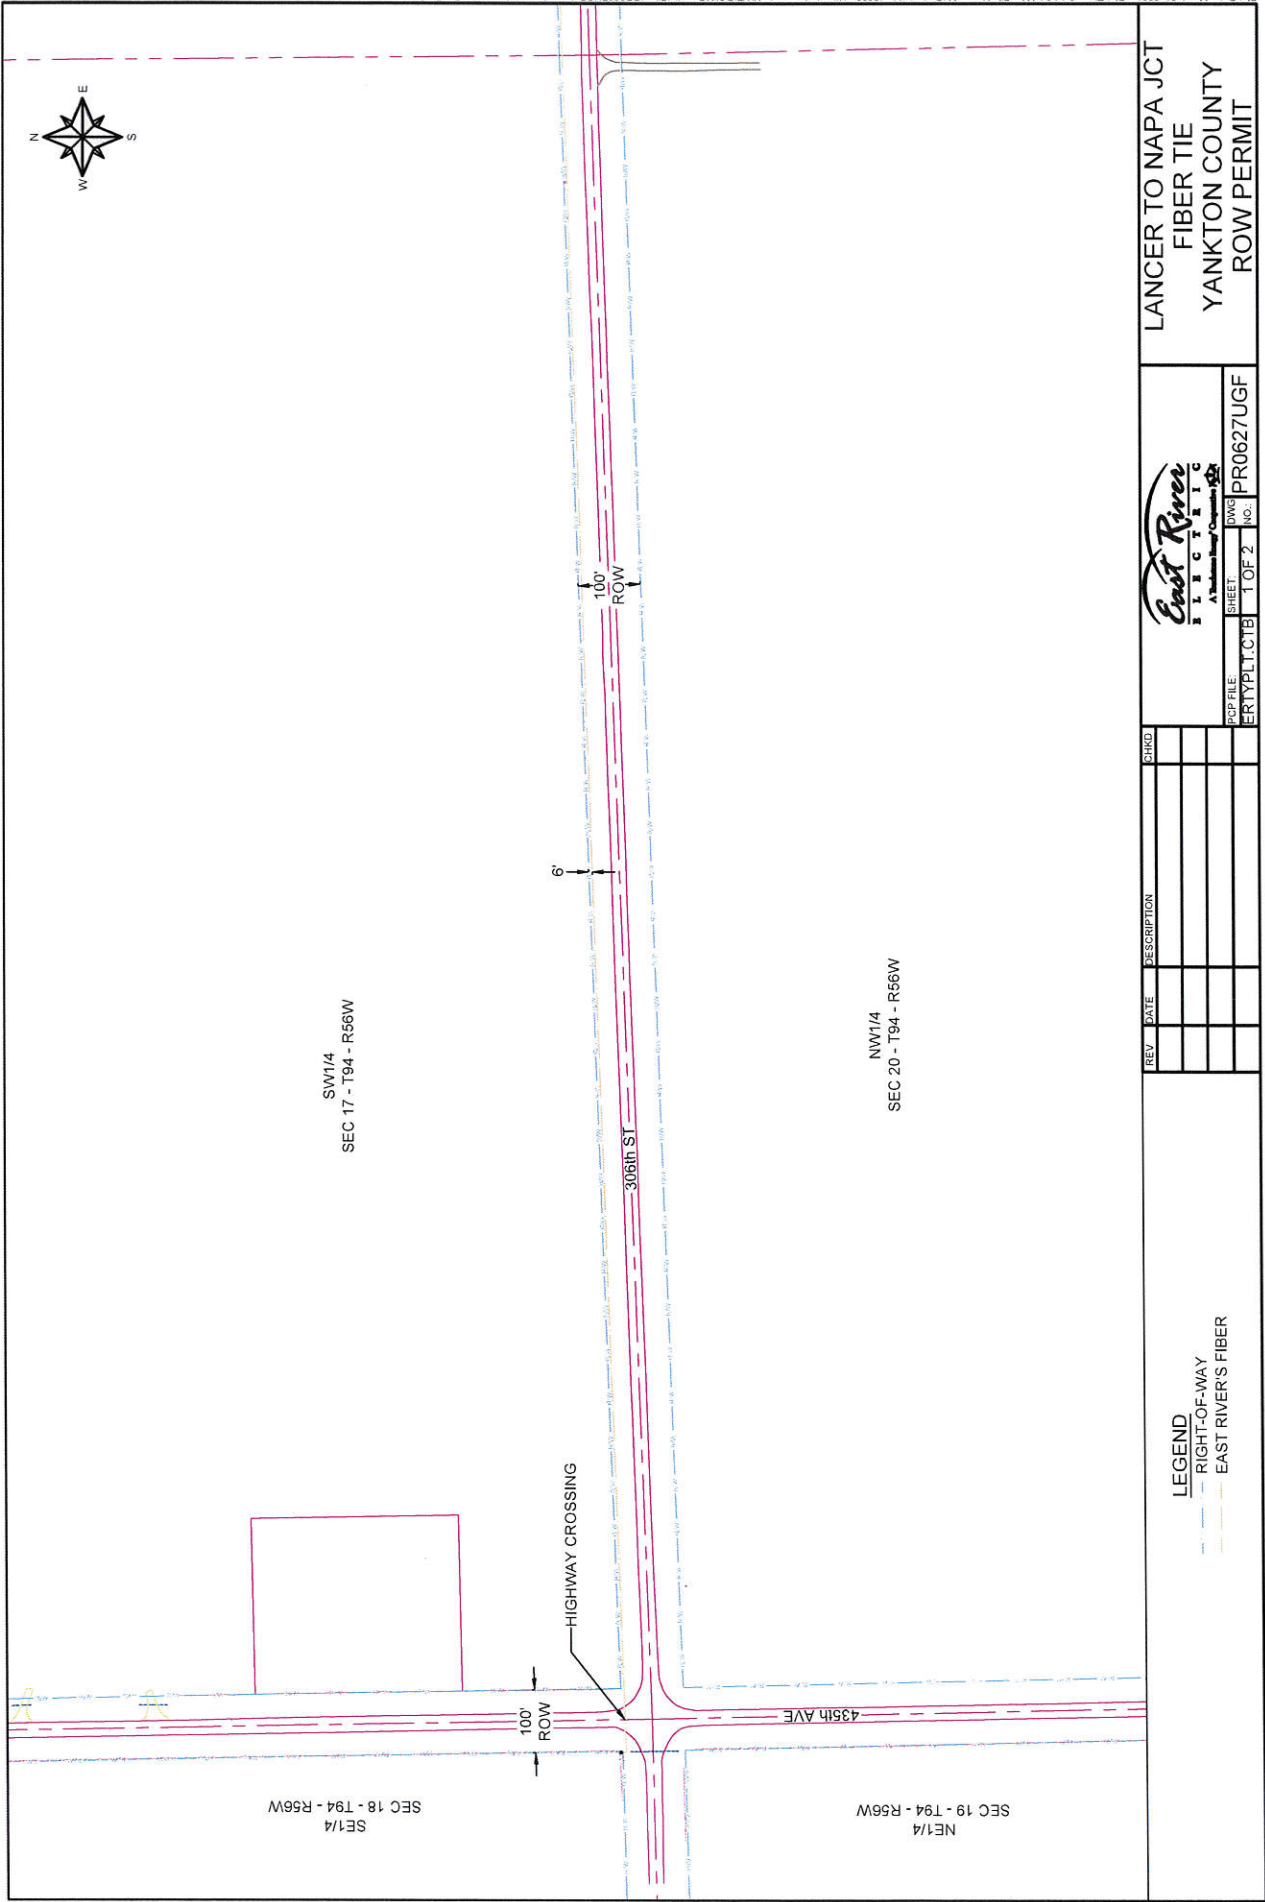 N
E
S
W
SW1/4
SEC 17 - T94 - R56W
6'
100'
ROW
306th ST
NW1/4
SEC 20 - T94 - R56W
HIGHWAY CROSSING
100'
ROW
435th AVE
SE1/4
SEC 18 - T94 - R56W
NE1/4
SEC 19 - T94 - R56W
LEGEND
RIGHT-OF-WAY
EAST RIVER'S FIBER
REV
DATE
DESCRIPTION
CHKD
East River
ELECTRIC
PCP FILE:
ERTYPLT.CTB
SHEET:
1 OF 2
DWG
NO.:
PR0627UGF
LANCER TO NAPA JCT
FIBER TIE
YANKTON COUNTY
ROW PERMIT